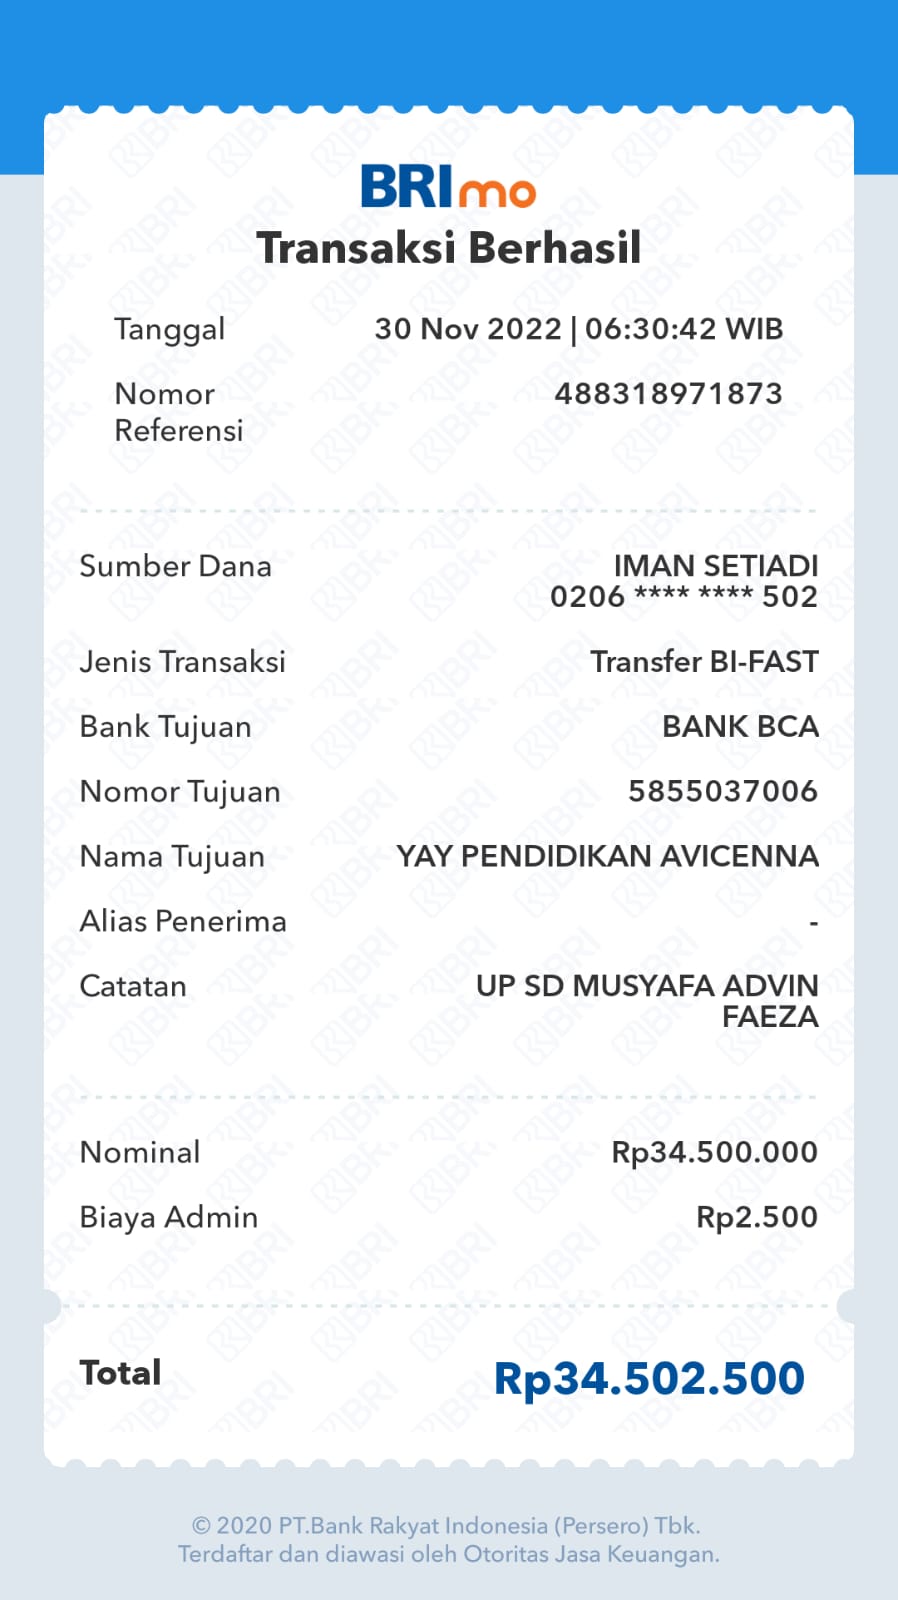 BRImo
Transaksi Berhasil
Tanggal 30 Nov 2022 | 06:30:42 WIB
Nomor Referensi 488318971873
Sumber Dana IMAN SETIADI
0206 **** **** 502
Jenis Transaksi Transfer BI-FAST
Bank Tujuan BANK BCA
Nomor Tujuan 5855037006
Nama Tujuan YAY PENDIDIKAN AVICENNA
Alias Penerima -
Catatan UP SD MUSYAFA ADVIN
FAEZA
Nominal Rp34.500.000
Biaya Admin Rp2.500
Total Rp34.502.500
© 2020 PT.Bank Rakyat Indonesia (Persero) Tbk.
Terdaftar dan diawasi oleh Otoritas Jasa Keuangan.